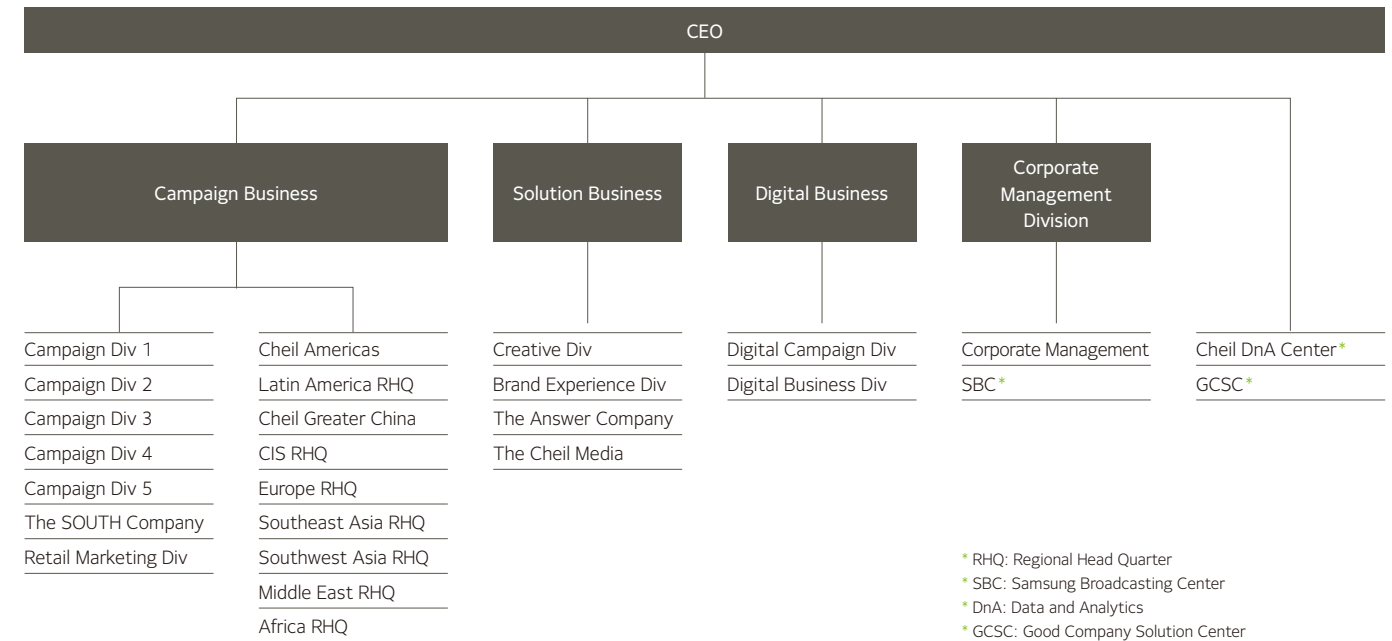 CEO
Campaign Business
Solution Business
Digital Business
Corporate
Management
Division
Campaign Div 1
Campaign Div 2
Campaign Div 3
Campaign Div 4
Campaign Div 5
The SOUTH Company
Retail Marketing Div
Cheil Americas
Latin America RHQ
Cheil Greater China
CIS RHQ
Europe RHQ
Southeast Asia RHQ
Southwest Asia RHQ
Middle East RHQ
Africa RHQ
Creative Div
Brand Experience Div
The Answer Company
The Cheil Media
Digital Campaign Div
Digital Business Div
Corporate Management
SBC*
Cheil DnA Center*
GCSC*
* RHQ: Regional Head Quarter
* SBC: Samsung Broadcasting Center
* DnA: Data and Analytics
* GCSC: Good Company Solution Center